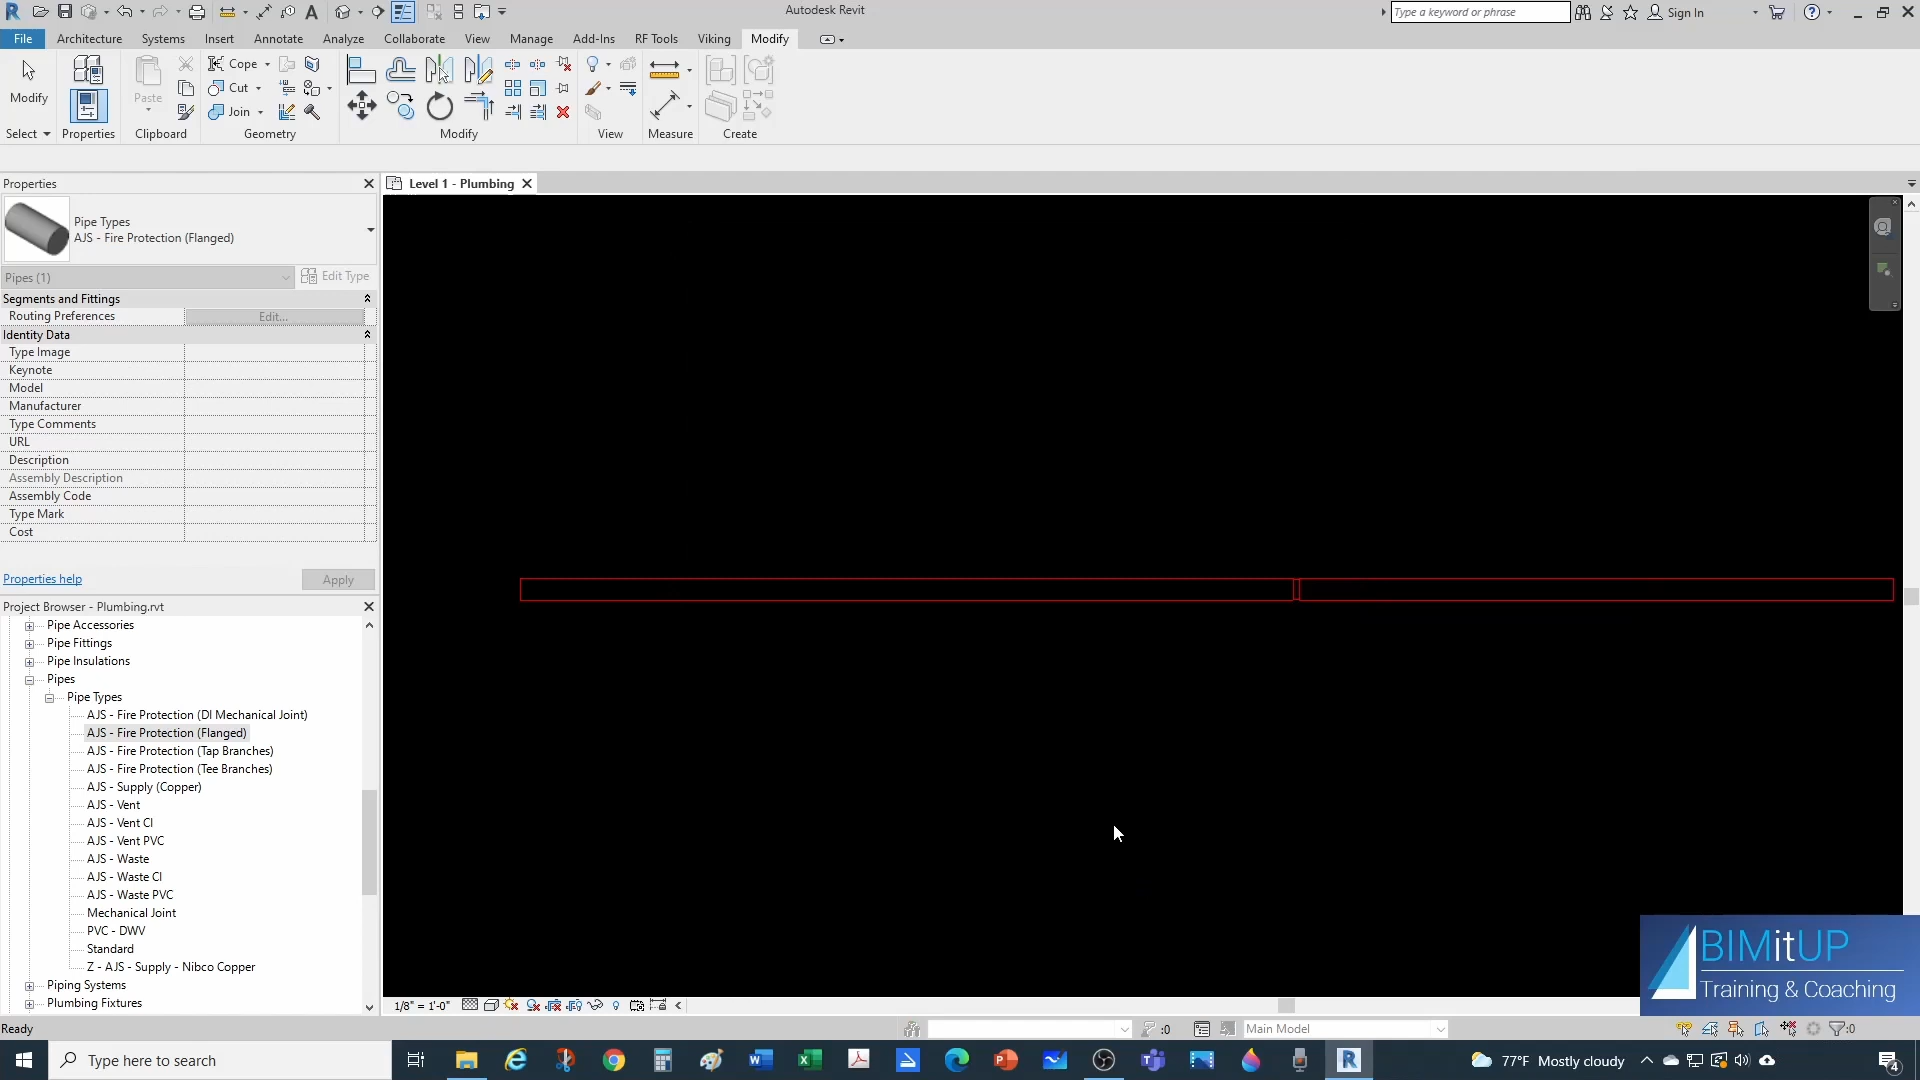 Autodesk Revit
Type a keyword or phrase
Sign In
File
Architecture
Systems
Insert
Annotate
Analyze
Collaborate
View
Manage
Add-Ins
RF Tools
Viking
Modify
Modify
Select
Properties
Paste
Clipboard
Cope
Cut
Join
Geometry
Modify
View
Measure
Create
Properties
Level 1 - Plumbing
Pipe Types
AJS - Fire Protection (Flanged)
Pipes (1)
Edit Type
Segments and Fittings
Routing Preferences
Edit...
Identity Data
Type Image
Keynote
Model
Manufacturer
Type Comments
URL
Description
Assembly Description
Assembly Code
Type Mark
Cost
Properties help
Apply
Project Browser - Plumbing.rvt
Pipe Accessories
Pipe Fittings
Pipe Insulations
Pipes
Pipe Types
AJS - Fire Protection (DI Mechanical Joint)
AJS - Fire Protection (Flanged)
AJS - Fire Protection (Tap Branches)
AJS - Fire Protection (Tee Branches)
AJS - Supply (Copper)
AJS - Vent
AJS - Vent CI
AJS - Vent PVC
AJS - Waste
AJS - Waste CI
AJS - Waste PVC
Mechanical Joint
PVC - DWV
Standard
Z - AJS - Supply - Nibco Copper
Piping Systems
Plumbing Fixtures
BIMitUP
Training & Coaching
1/8" = 1'-0"
Ready
:0
Main Model
:0
Type here to search
77°F Mostly cloudy
4